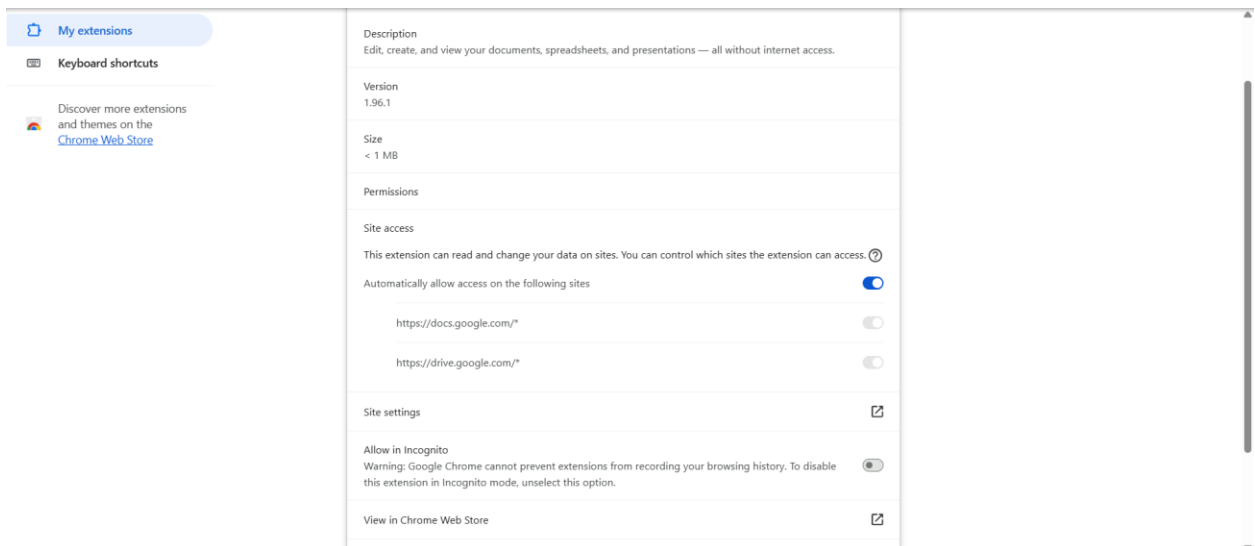 My extensions
Keyboard shortcuts
Discover more extensions
and themes on the
Chrome Web Store
Description
Edit, create, and view your documents, spreadsheets, and presentations — all without internet access.
Version
1.96.1
Size
< 1 MB
Permissions
Site access
This extension can read and change your data on sites. You can control which sites the extension can access.
Automatically allow access on the following sites
https://docs.google.com/*
https://drive.google.com/*
Site settings
Allow in Incognito
Warning: Google Chrome cannot prevent extensions from recording your browsing history. To disable
this extension in Incognito mode, unselect this option.
View in Chrome Web Store